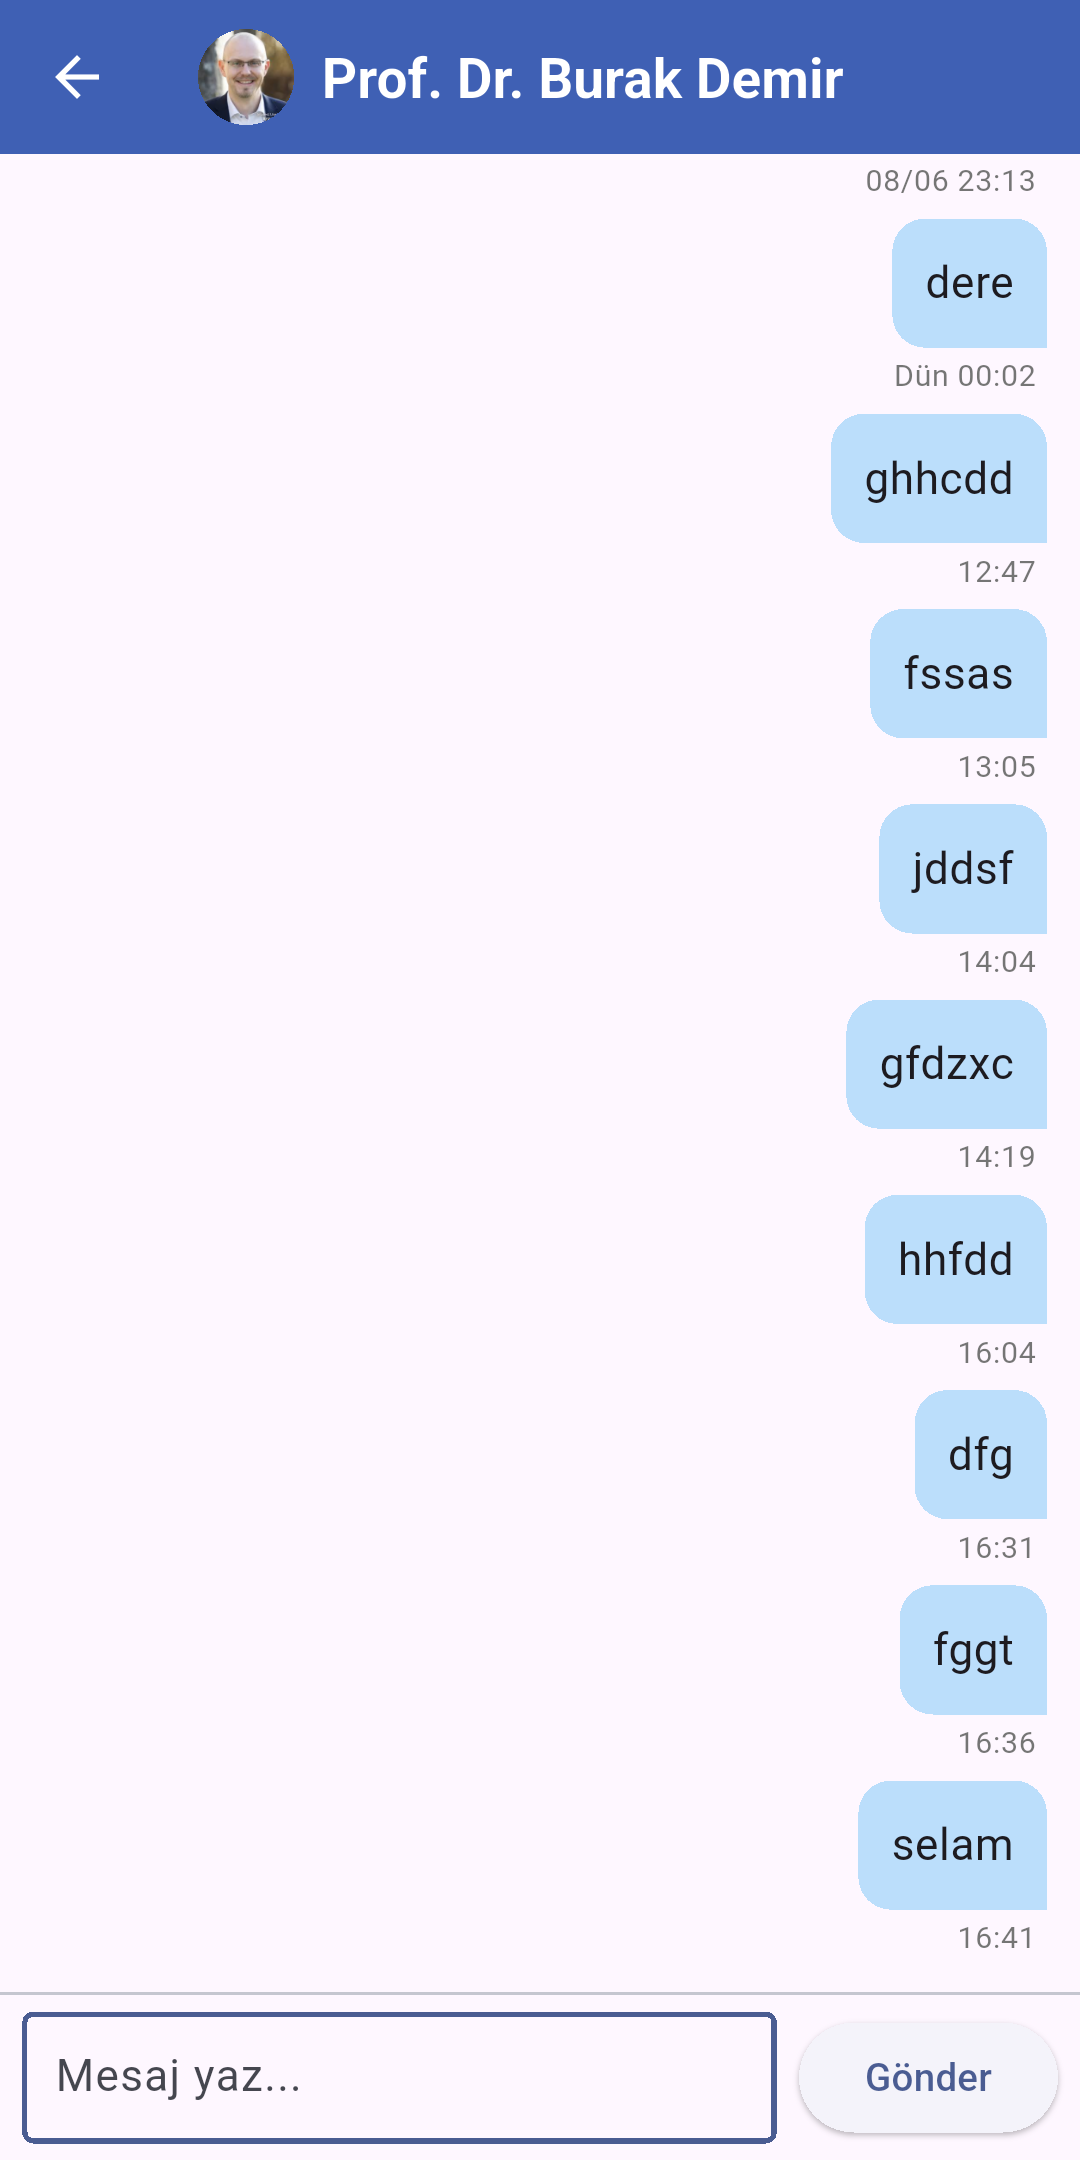 Prof. Dr. Burak Demir
08/06 23:13
dere
Dün 00:02
ghhcdd
12:47
fssas
13:05
jddsf
14:04
gfdzxc
14:19
hhfdd
16:04
dfg
16:31
fggt
16:36
selam
16:41
Mesaj yaz...
Gönder